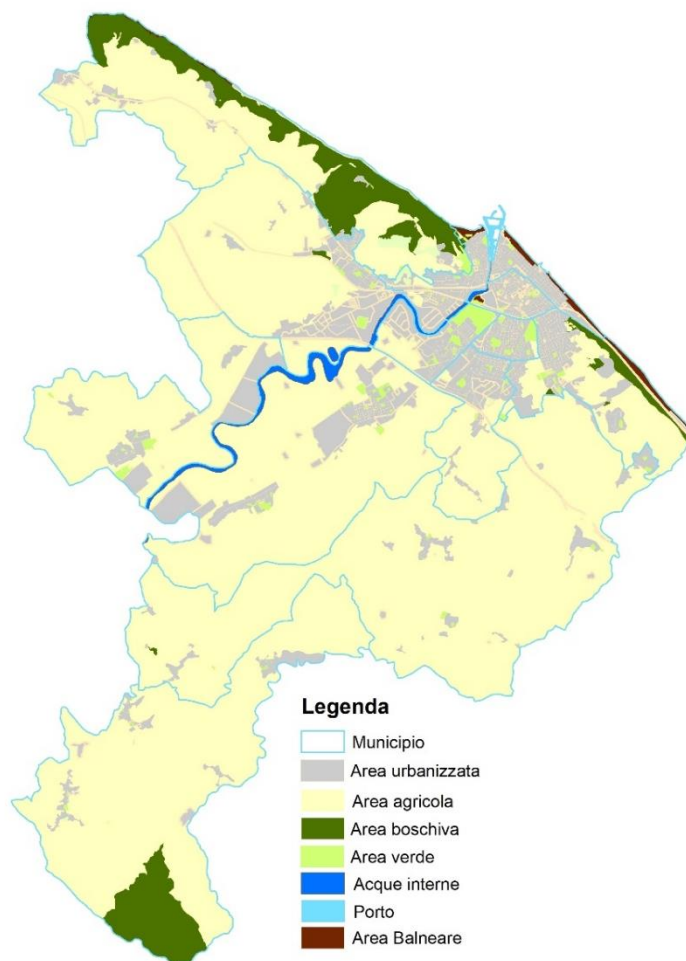 Legenda
Municipio
Area urbanizzata
Area agricola
Area boschiva
Area verde
Acque interne
Porto
Area Balneare